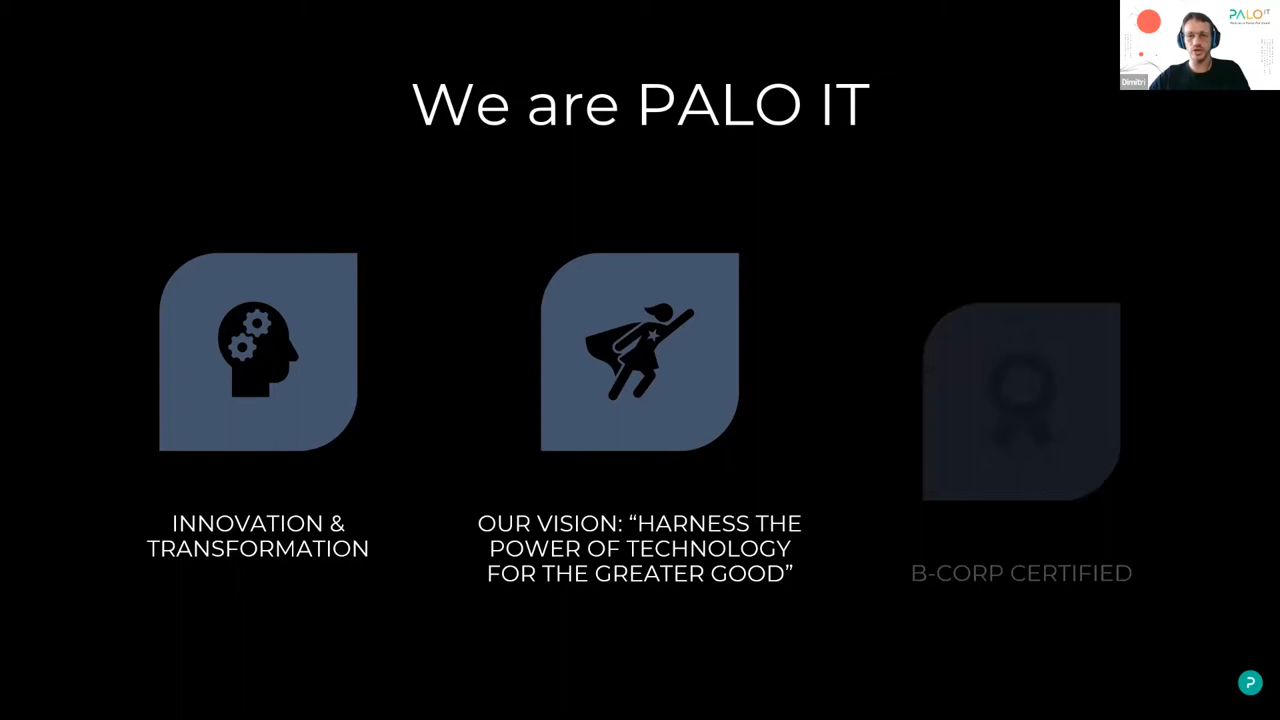 We are PALO IT
PALO IT
Dimitri
INNOVATION &
TRANSFORMATION
OUR VISION: “HARNESS THE
POWER OF TECHNOLOGY
FOR THE GREATER GOOD”
B-CORP CERTIFIED